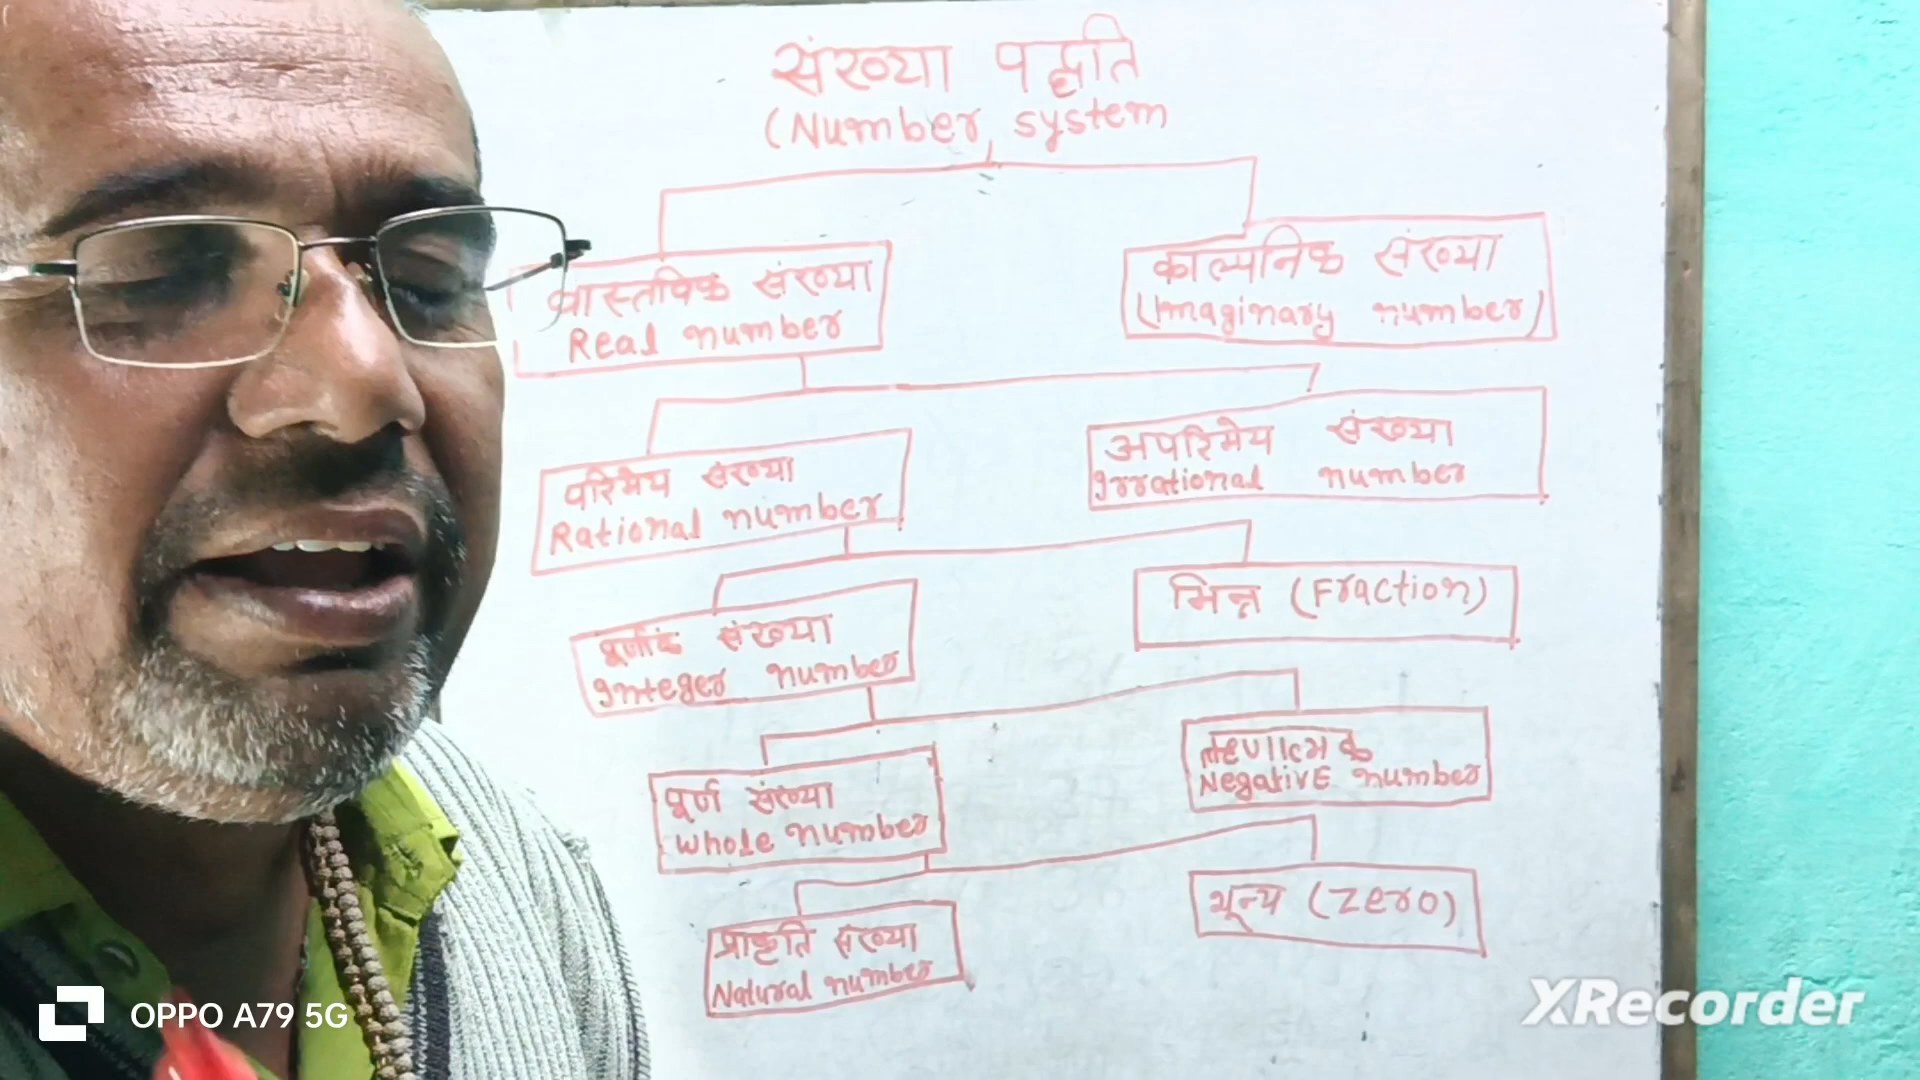 संख्या पद्धति
(Number system
वास्तविक संख्या
Real number
काल्पनिक संख्या
(Imaginary number)
परिमेय संख्या
Rational number
अपरिमेय संख्या
Irrational number
पूर्णांक संख्या
Integer number
भिन्न (Fraction)
पूर्ण संख्या
Whole number
Negative number
प्राकृति संख्या
Natural number
शून्य (Zero)
OPPO A79 5G
XRecorder